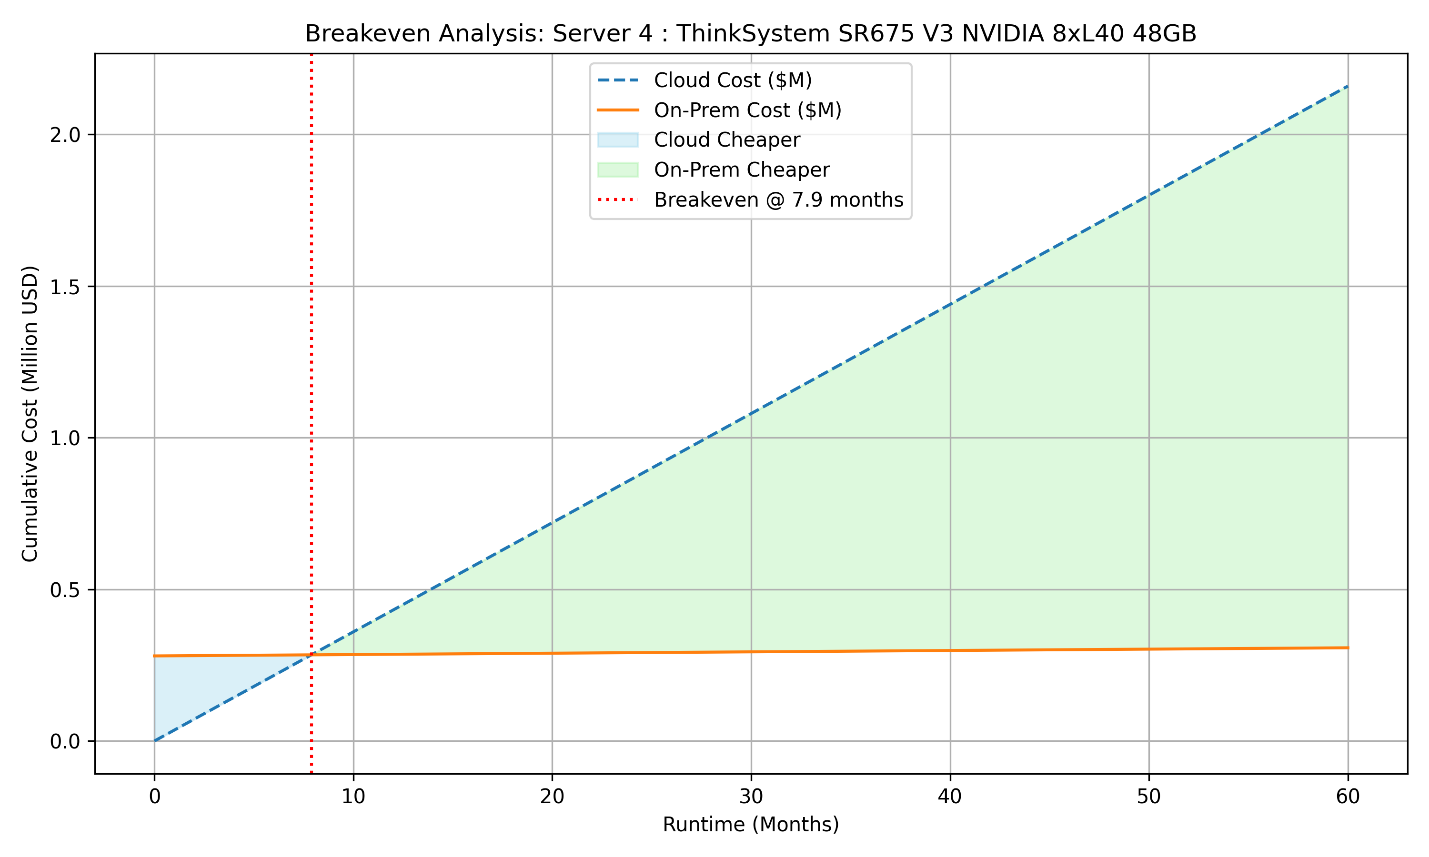 Breakeven Analysis: Server 4 : ThinkSystem SR675 V3 NVIDIA 8xL40 48GB
Cloud Cost ($M)
On-Prem Cost ($M)
Cloud Cheaper
On-Prem Cheaper
Breakeven @ 7.9 months
Cumulative Cost (Million USD)
2.0
1.5
1.0
0.5
0.0
0 10 20 30 40 50 60
Runtime (Months)